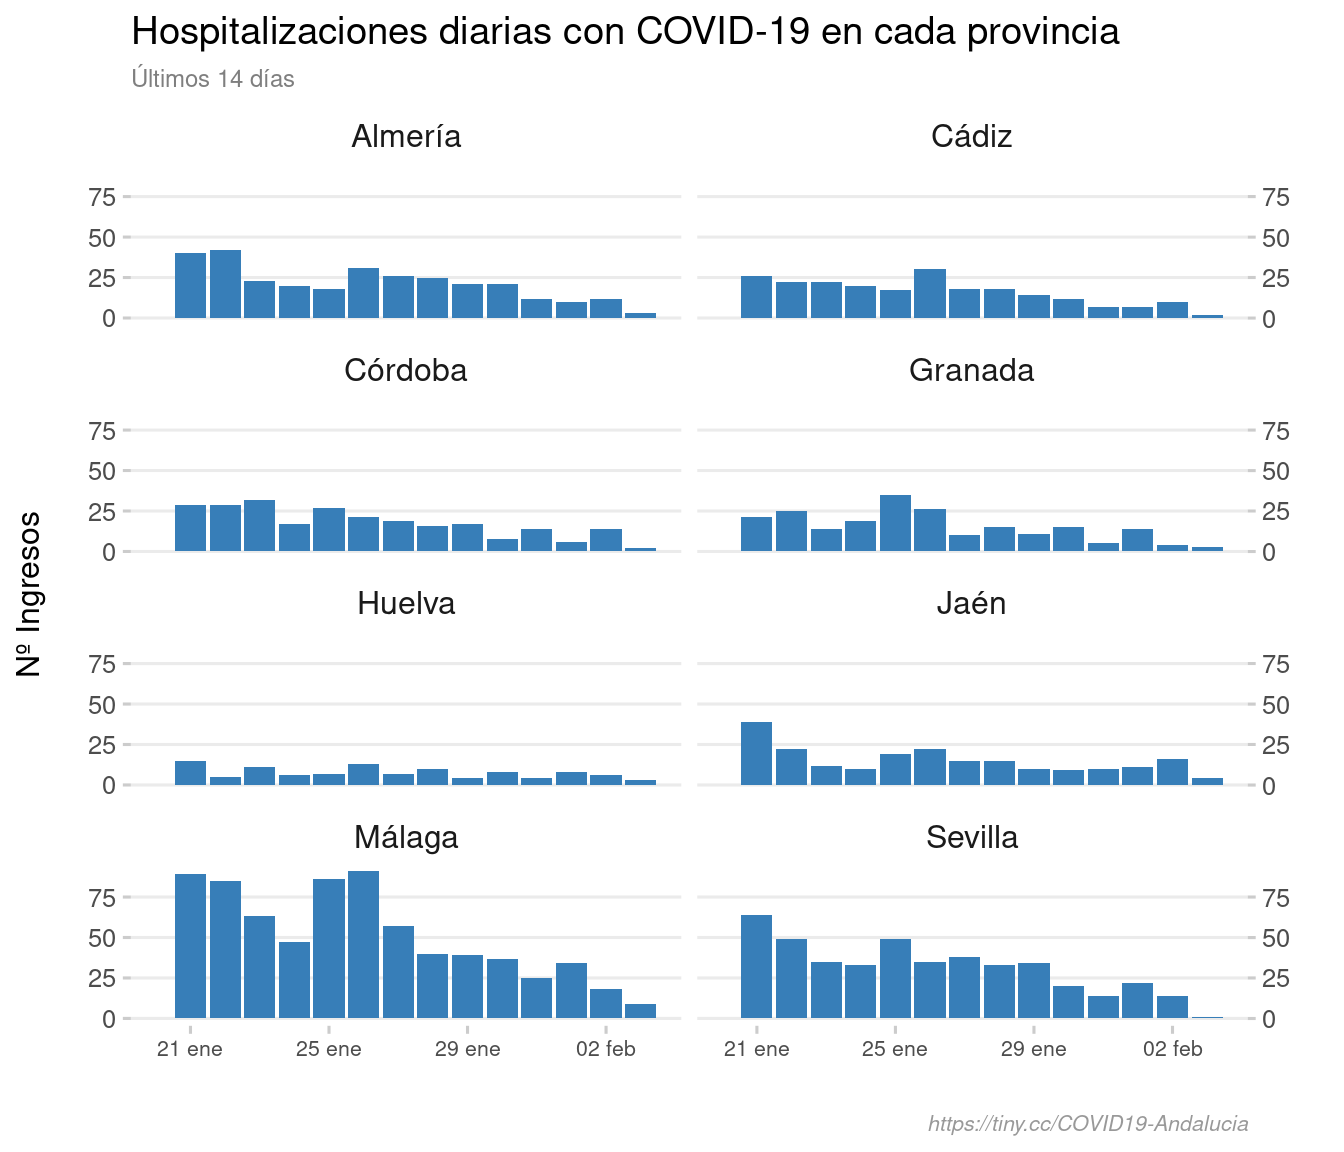 Hospitalizaciones diarias con COVID-19 en cada provincia
Últimos 14 días
Nº Ingresos
Almería
Cádiz
75
50
25
0
75
50
25
0
Córdoba
Granada
75
50
25
0
75
50
25
0
Huelva
Jaén
75
50
25
0
75
50
25
0
Málaga
Sevilla
75
50
25
0
75
50
25
0
21 ene
25 ene
29 ene
02 feb
21 ene
25 ene
29 ene
02 feb
https://tiny.cc/COVID19-Andalucia